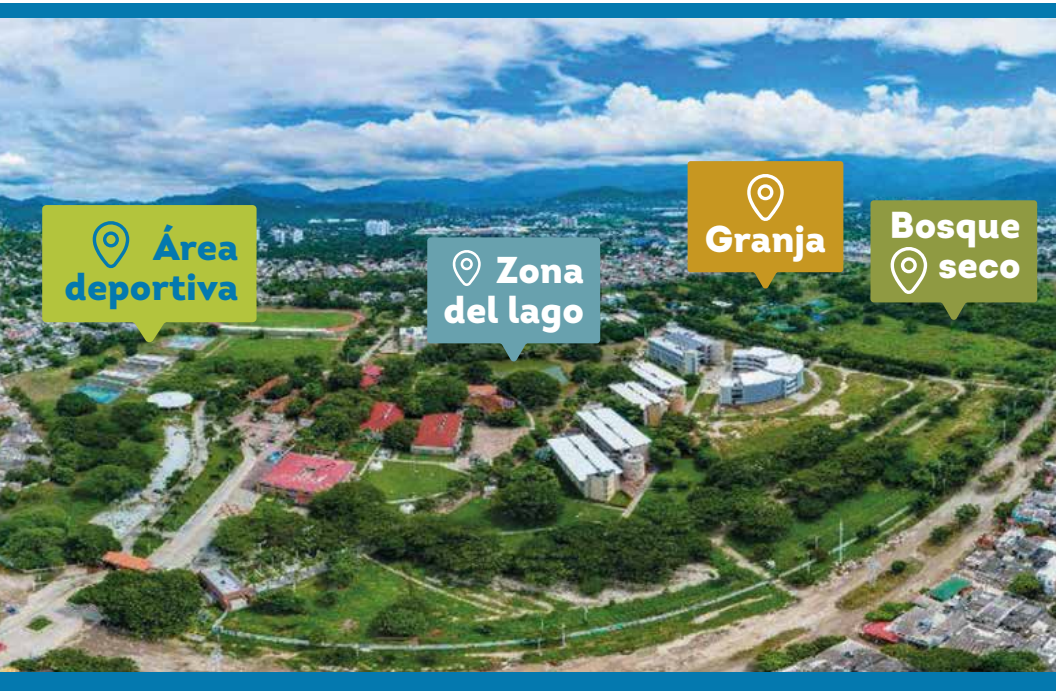 Área
deportiva
Zona
del lago
Granja
Bosque
seco